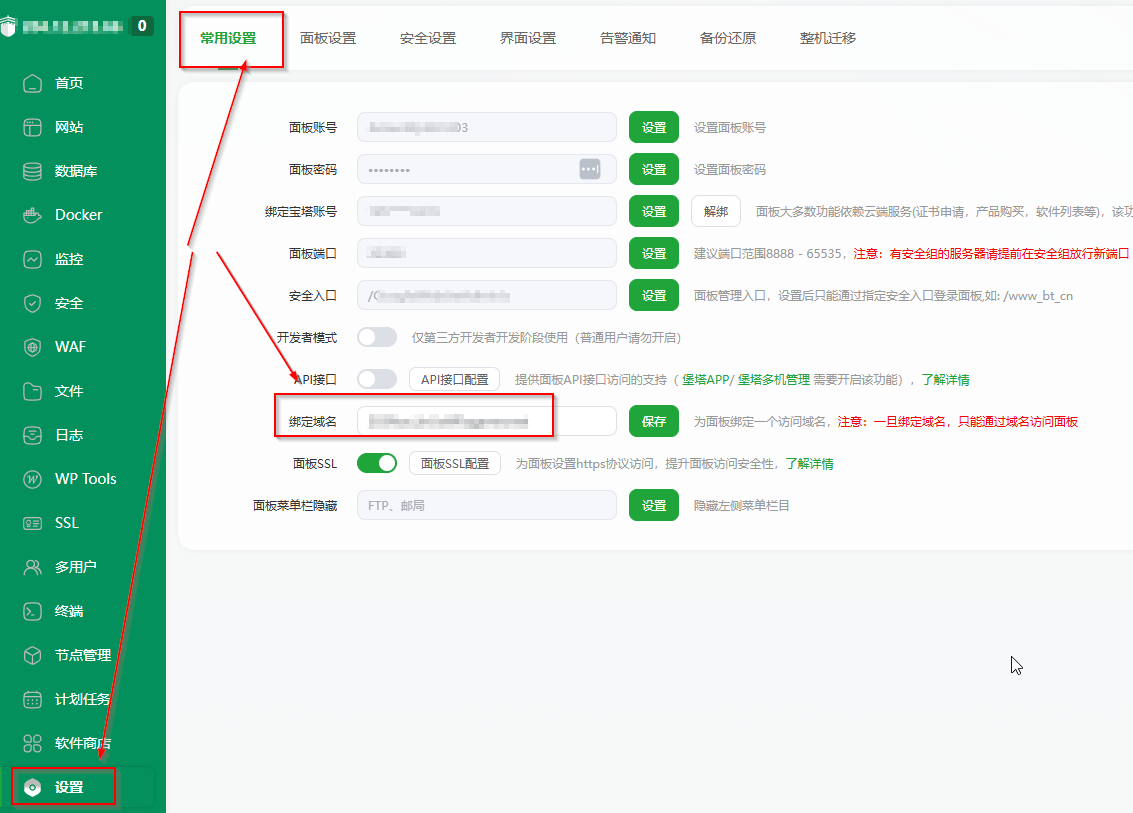 0
首页
网站
数据库
Docker
监控
安全
WAF
文件
日志
WP Tools
SSL
多用户
终端
节点管理
计划任务
软件商店
设置
常用设置 面板设置 安全设置 界面设置 告警通知 备份还原 整机迁移
面板账号 03 设置 设置面板账号
面板密码 •••••••• 设置 设置面板密码
绑定宝塔账号 设置 解绑 面板大多数功能依赖云端服务(证书申请，产品购买，软件列表等)，该功
面板端口 设置 建议端口范围8888 - 65535，注意：有安全组的服务器请提前在安全组放行新端口
安全入口 设置 面板管理入口，设置后只能通过指定安全入口登录面板,如: /www_bt_cn
开发者模式 仅第三方开发者开发阶段使用（普通用户请勿开启）
API接口 API接口配置 提供面板API接口访问的支持（ 堡塔APP/ 堡塔多机管理 需要开启该功能），了解详情
绑定域名 保存 为面板绑定一个访问域名，注意：一旦绑定域名，只能通过域名访问面板
面板SSL 面板SSL配置 为面板设置https协议访问，提升面板访问安全性，了解详情
面板菜单栏隐藏 FTP、邮局 设置 隐藏左侧菜单栏目